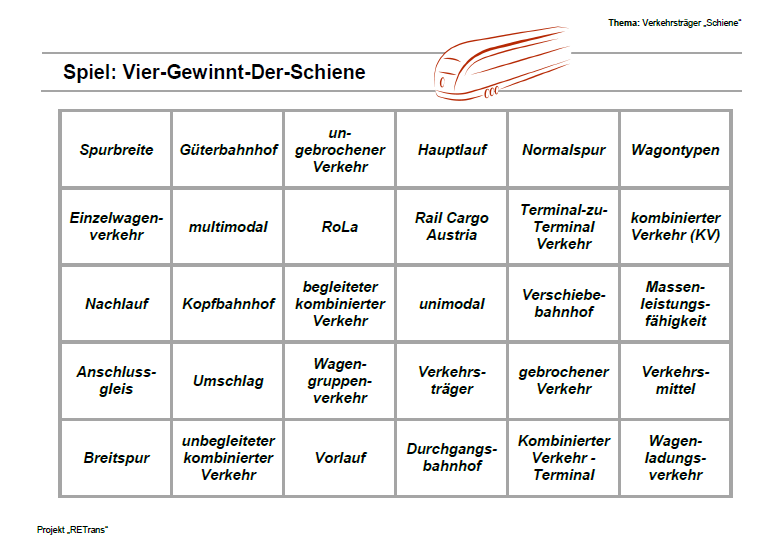 Thema: Verkehrsträger „Schiene“
Spiel: Vier-Gewinnt-Der-Schiene
Spurbreite
Güterbahnhof
un-
gebrochener
Verkehr
Hauptlauf
Normalspur
Wagontypen
Einzelwagen-
verkehr
multimodal
RoLa
Rail Cargo
Austria
Terminal-zu-
Terminal
Verkehr
kombinierter
Verkehr (KV)
Nachlauf
Kopfbahnhof
begleiteter
kombinierter
Verkehr
unimodal
Verschiebe-
bahnhof
Massen-
leistungs-
fähigkeit
Anschluss-
gleis
Umschlag
Wagen-
gruppen-
verkehr
Verkehrs-
träger
gebrochener
Verkehr
Verkehrs-
mittel
Breitspur
unbegleiteter
kombinierter
Verkehr
Vorlauf
Durchgangs-
bahnhof
Kombinierter
Verkehr -
Terminal
Wagen-
ladungs-
verkehr
Projekt „RETrans“